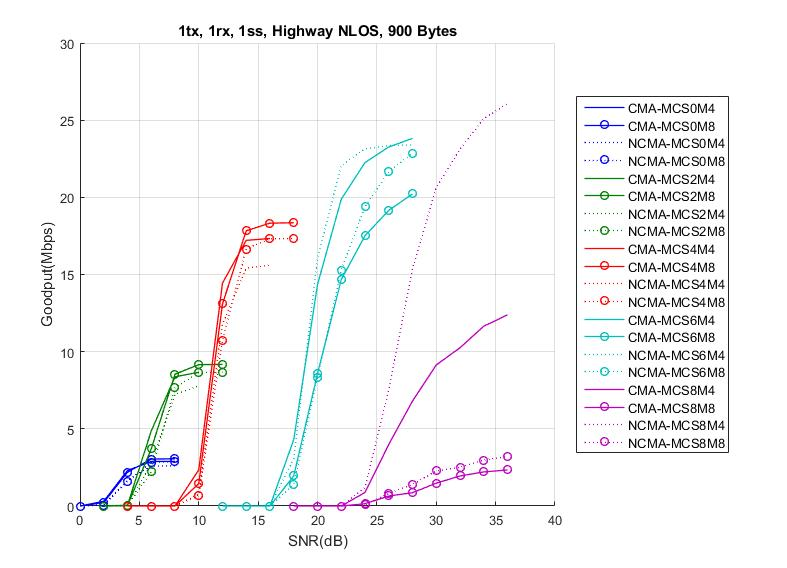 1tx, 1rx, 1ss, Highway NLOS, 900 Bytes
30
25
20
15
10
5
0
Goodput(Mbps)
0 5 10 15 20 25 30 35 40
SNR(dB)
CMA-MCS0M4
CMA-MCS0M8
NCMA-MCS0M4
NCMA-MCS0M8
CMA-MCS2M4
CMA-MCS2M8
NCMA-MCS2M4
NCMA-MCS2M8
CMA-MCS4M4
CMA-MCS4M8
NCMA-MCS4M4
NCMA-MCS4M8
CMA-MCS6M4
CMA-MCS6M8
NCMA-MCS6M4
NCMA-MCS6M8
CMA-MCS8M4
CMA-MCS8M8
NCMA-MCS8M4
NCMA-MCS8M8